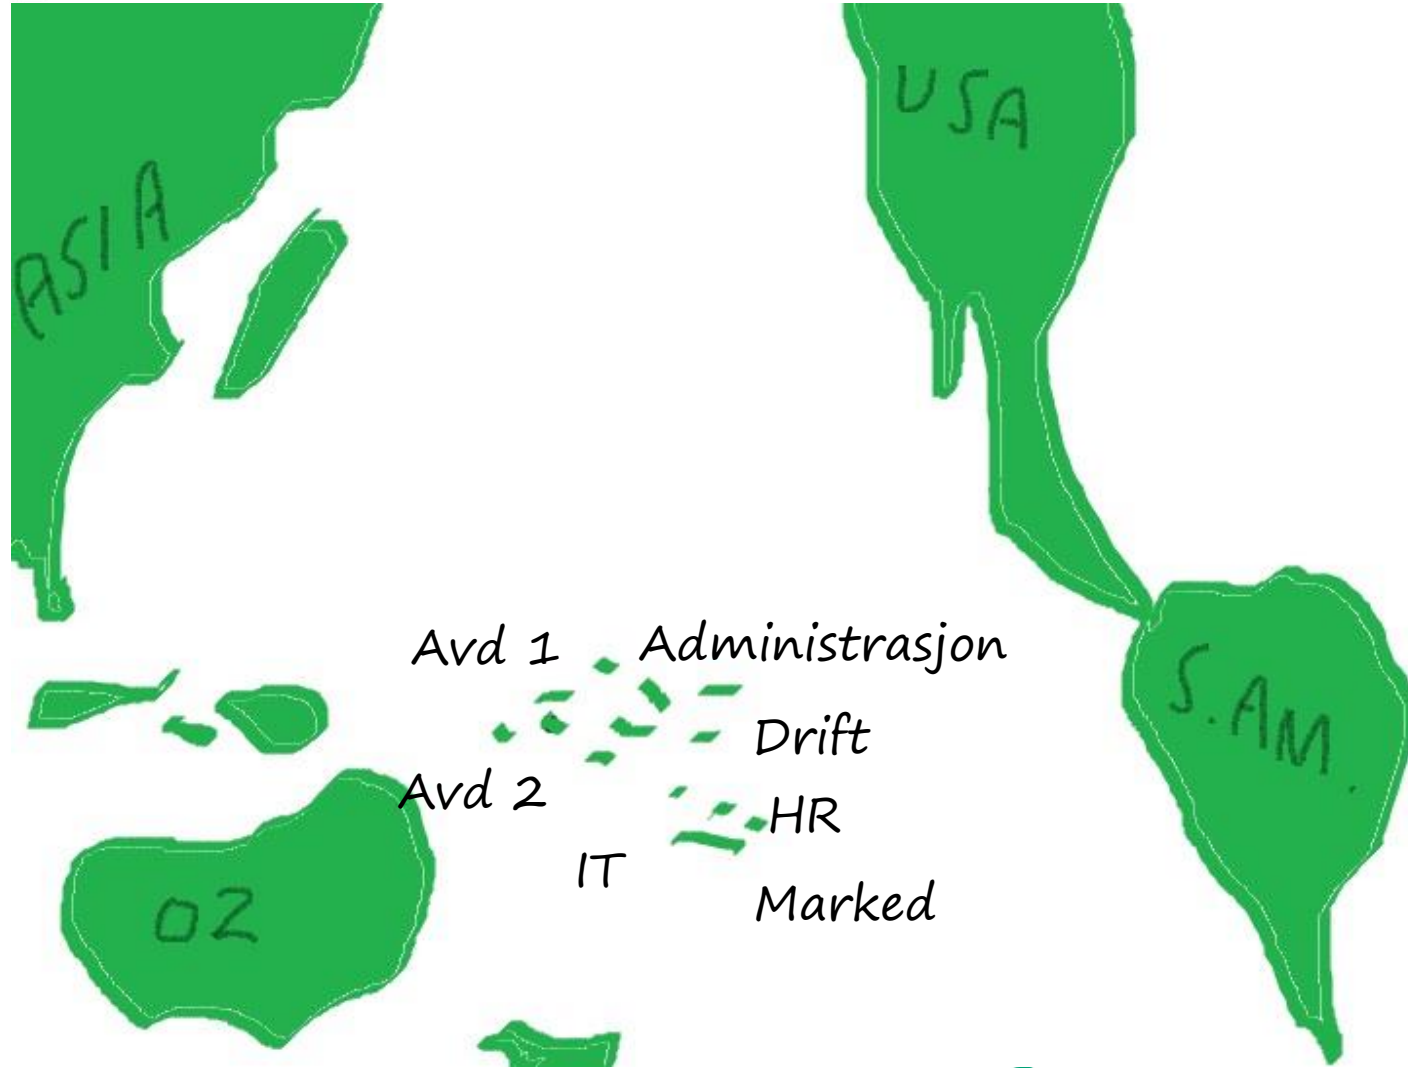 USA
ASIA
Avd 1
Administrasjon
S.AM.
Drift
Avd 2
HR
IT
OZ
Marked